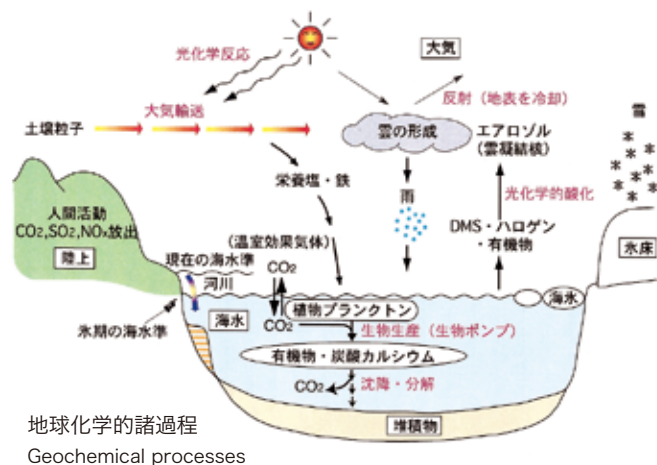 光化学反応
大気
大気輸送
反射（地表を冷却）
雪
土壌粒子
雲の形成
エアロゾル
（雲凝結核）
栄養塩・鉄
雨
光化学的酸化
人間活動
CO2,SO2,NOx放出
陸上
（温室効果気体）
DMS・ハロゲン
・有機物
氷床
現在の海水準
CO2
河川
海氷
植物プランクトン
氷期の海水準
海水
CO2
生物生産（生物ポンプ）
有機物・炭酸カルシウム
CO2
沈降・分解
堆積物
地球化学的諸過程
Geochemical processes